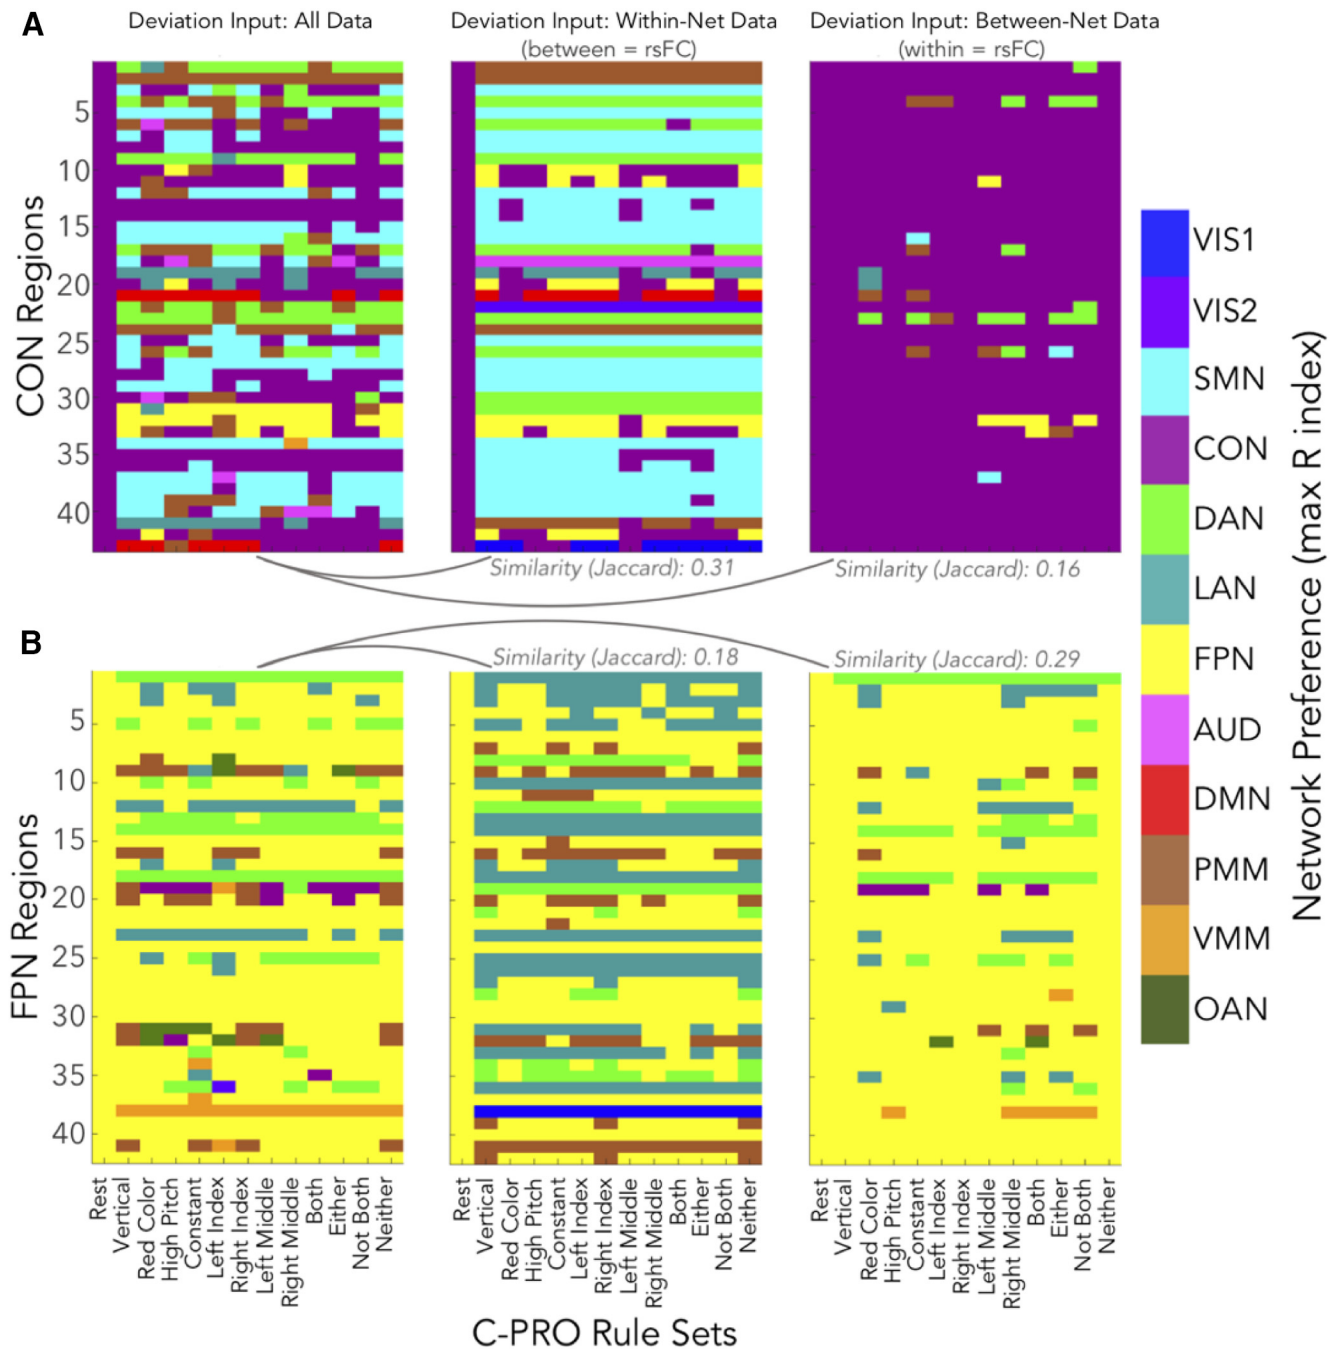 A
Deviation Input: All Data
Deviation Input: Within-Net Data
(between = rsFC)
Deviation Input: Between-Net Data
(within = rsFC)
CON Regions
5
10
15
20
25
30
35
40
Similarity (Jaccard): 0.31
Similarity (Jaccard): 0.16
B
Similarity (Jaccard): 0.18
Similarity (Jaccard): 0.29
FPN Regions
5
10
15
20
25
30
35
40
Rest
Vertical
Red Color
High Pitch
Constant
Left Index
Right Index
Left Middle
Right Middle
Both
Either
Not Both
Neither
Rest
Vertical
Red Color
High Pitch
Constant
Left Index
Right Index
Left Middle
Right Middle
Both
Either
Not Both
Neither
Rest
Vertical
Red Color
High Pitch
Constant
Left Index
Right Index
Left Middle
Right Middle
Both
Either
Not Both
Neither
C-PRO Rule Sets
VIS1
VIS2
SMN
CON
DAN
LAN
FPN
AUD
DMN
PMM
VMM
OAN
Network Preference (max R index)